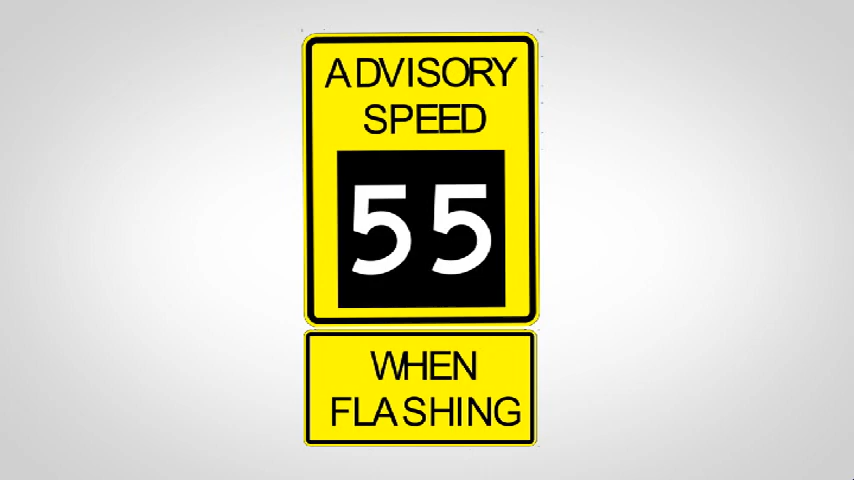 ADVISORY
SPEED
55
WHEN
FLASHING